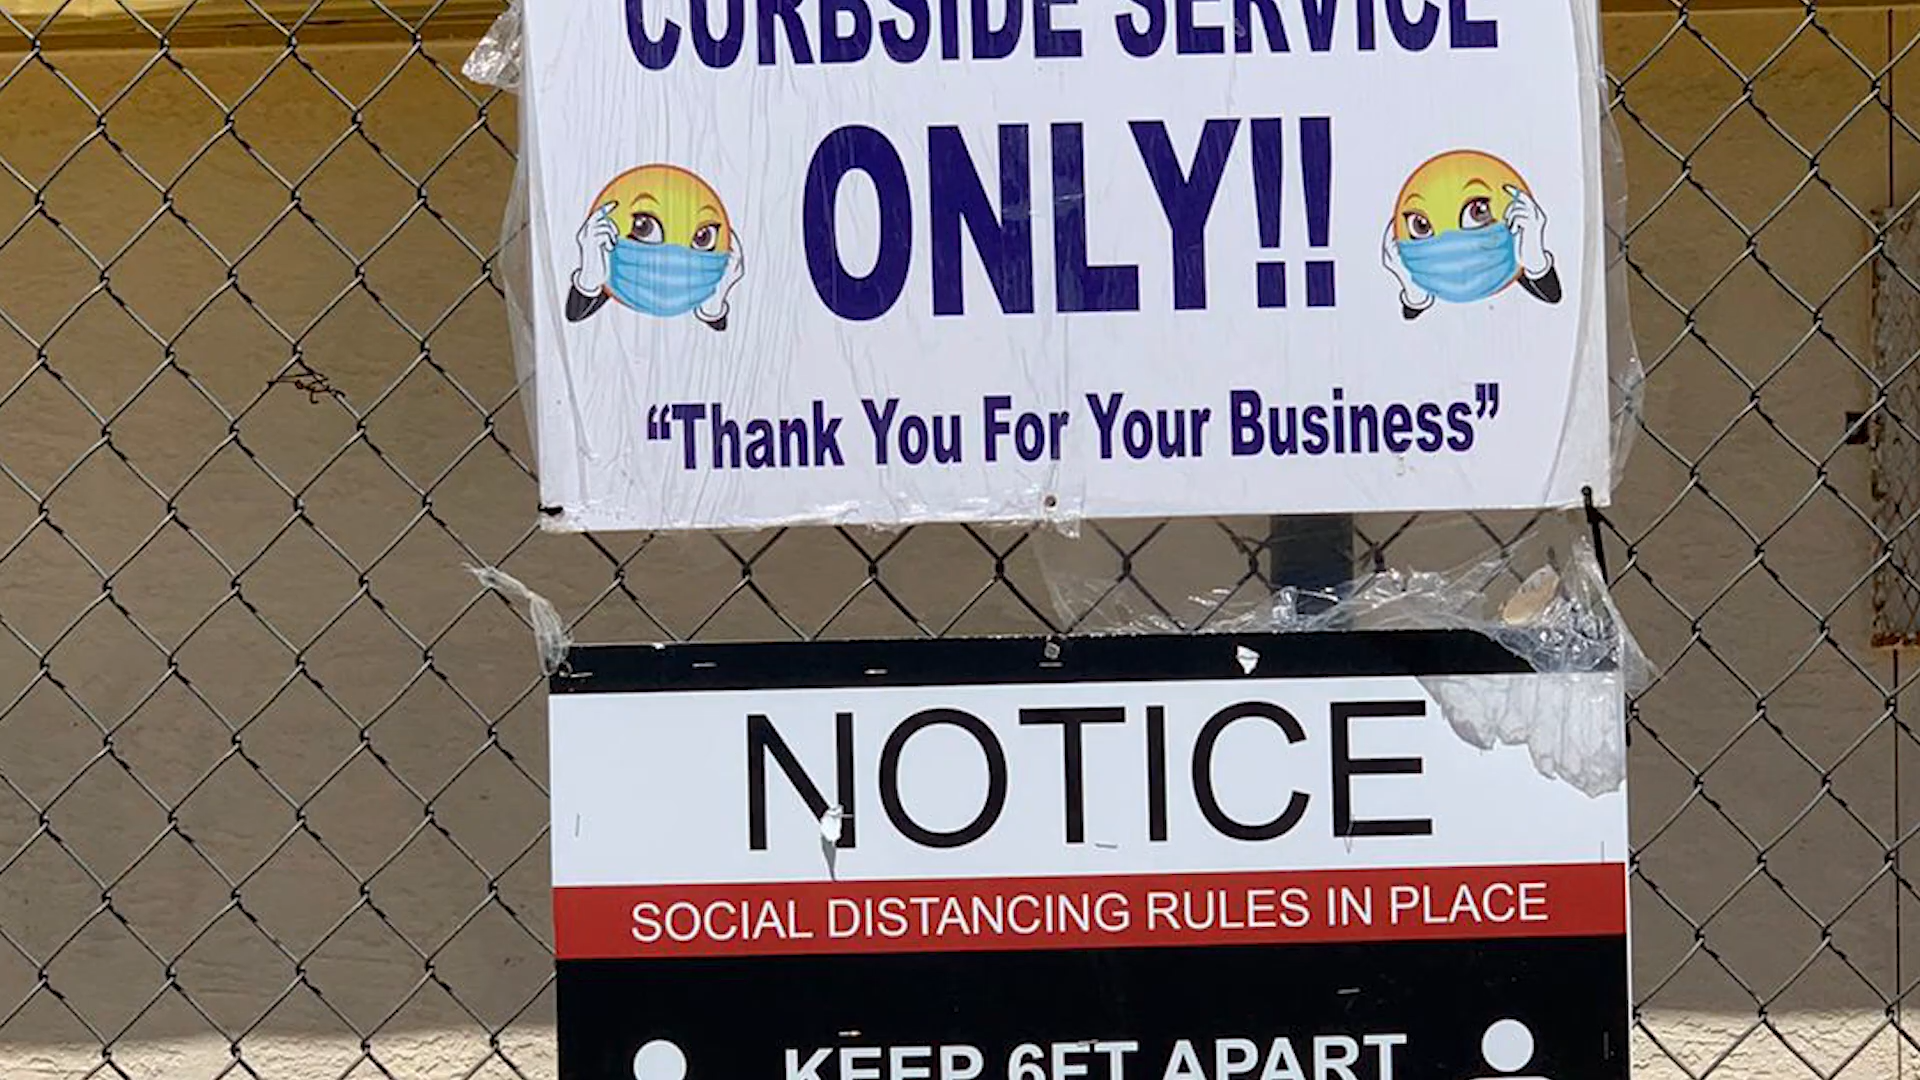 CURBSIDE SERVICE
ONLY!!
“Thank You For Your Business”
NOTICE
SOCIAL DISTANCING RULES IN PLACE
KEEP 6FT APART